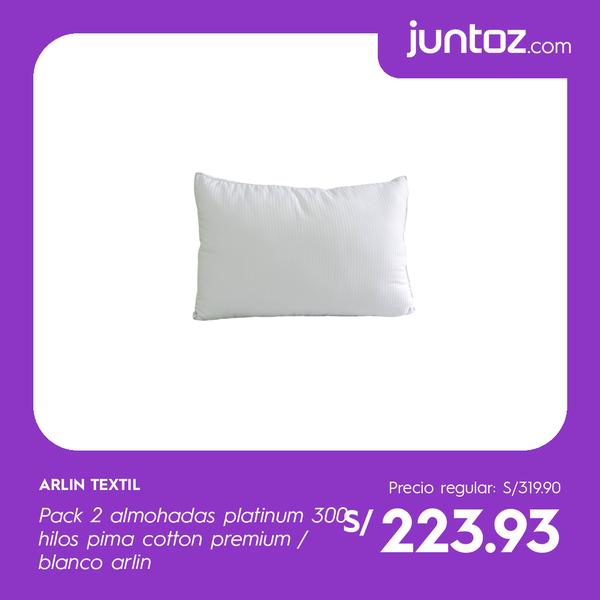 juntoz.com
ARLIN TEXTIL
Pack 2 almohadas platinum 300
hilos pima cotton premium /
blanco arlin
Precio regular: S/319.90
S/ 223.93